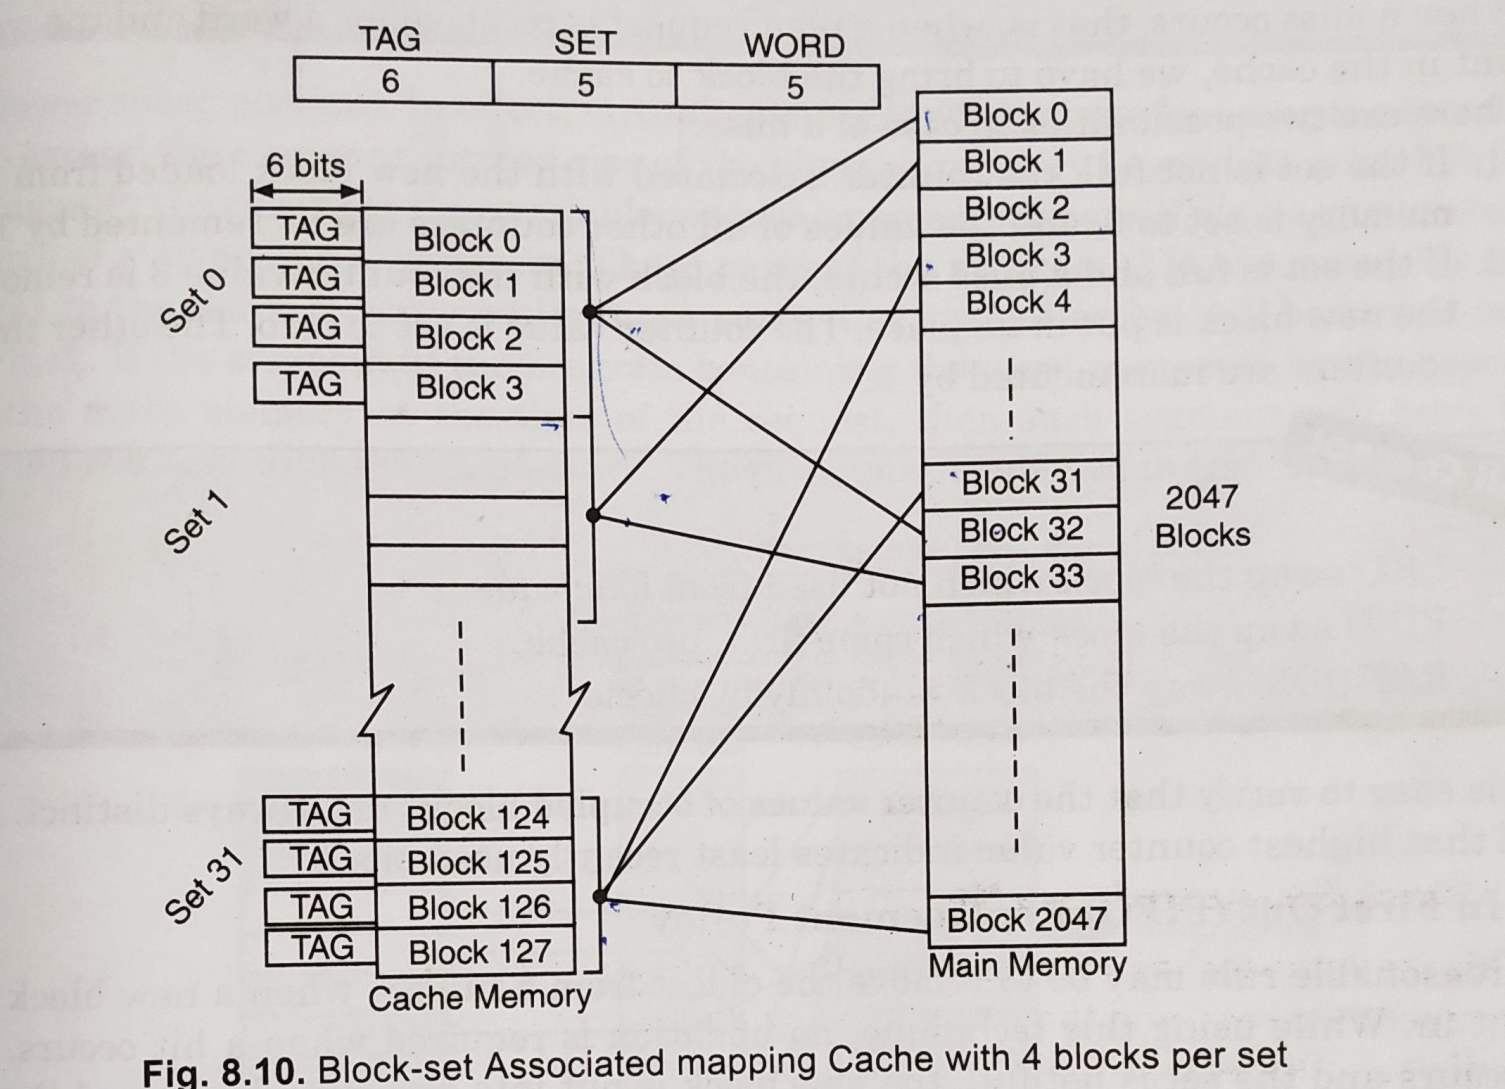 TAG SET WORD
6 5 5
6 bits
Set 0
TAG Block 0
TAG Block 1
TAG Block 2
TAG Block 3
Set 1
Set 31
TAG Block 124
TAG Block 125
TAG Block 126
TAG Block 127
Cache Memory
Block 0
Block 1
Block 2
Block 3
Block 4
Block 31
Block 32
Block 33
2047
Blocks
Block 2047
Main Memory
Fig. 8.10. Block-set Associated mapping Cache with 4 blocks per set